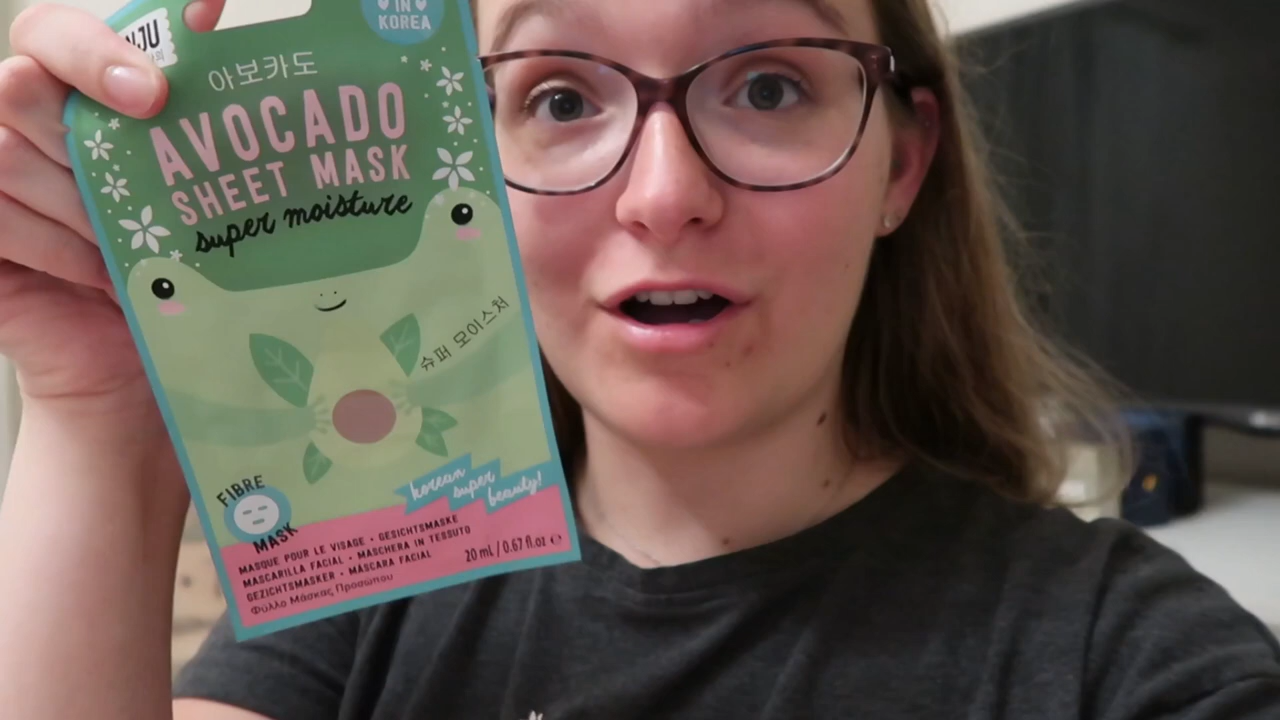 IN
KOREA
아보카도
AVOCADO
SHEET MASK
super moisture
슈퍼 모이스처
FIBRE
MASK
korean
super
beauty!
MASQUE POUR LE VISAGE • GESICHTSMASKE
MASCARILLA FACIAL • MASCHERA IN TESSUTO
GEZICHTSMASKER • MÁSCARA FACIAL
Φύλλο Μάσκας Προσώπου
20 mL / 0.67 fl.oz ℮